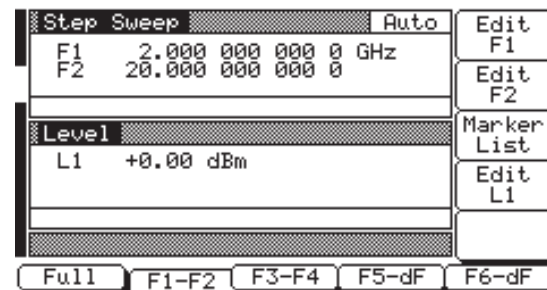 Step Sweep Auto
F1 2.000 000 000 0 GHz
F2 20.000 000 000 0
Level
L1 +0.00 dBm
Edit
F1
Edit
F2
Marker
List
Edit
L1
Full F1-F2 F3-F4 F5-dF F6-dF